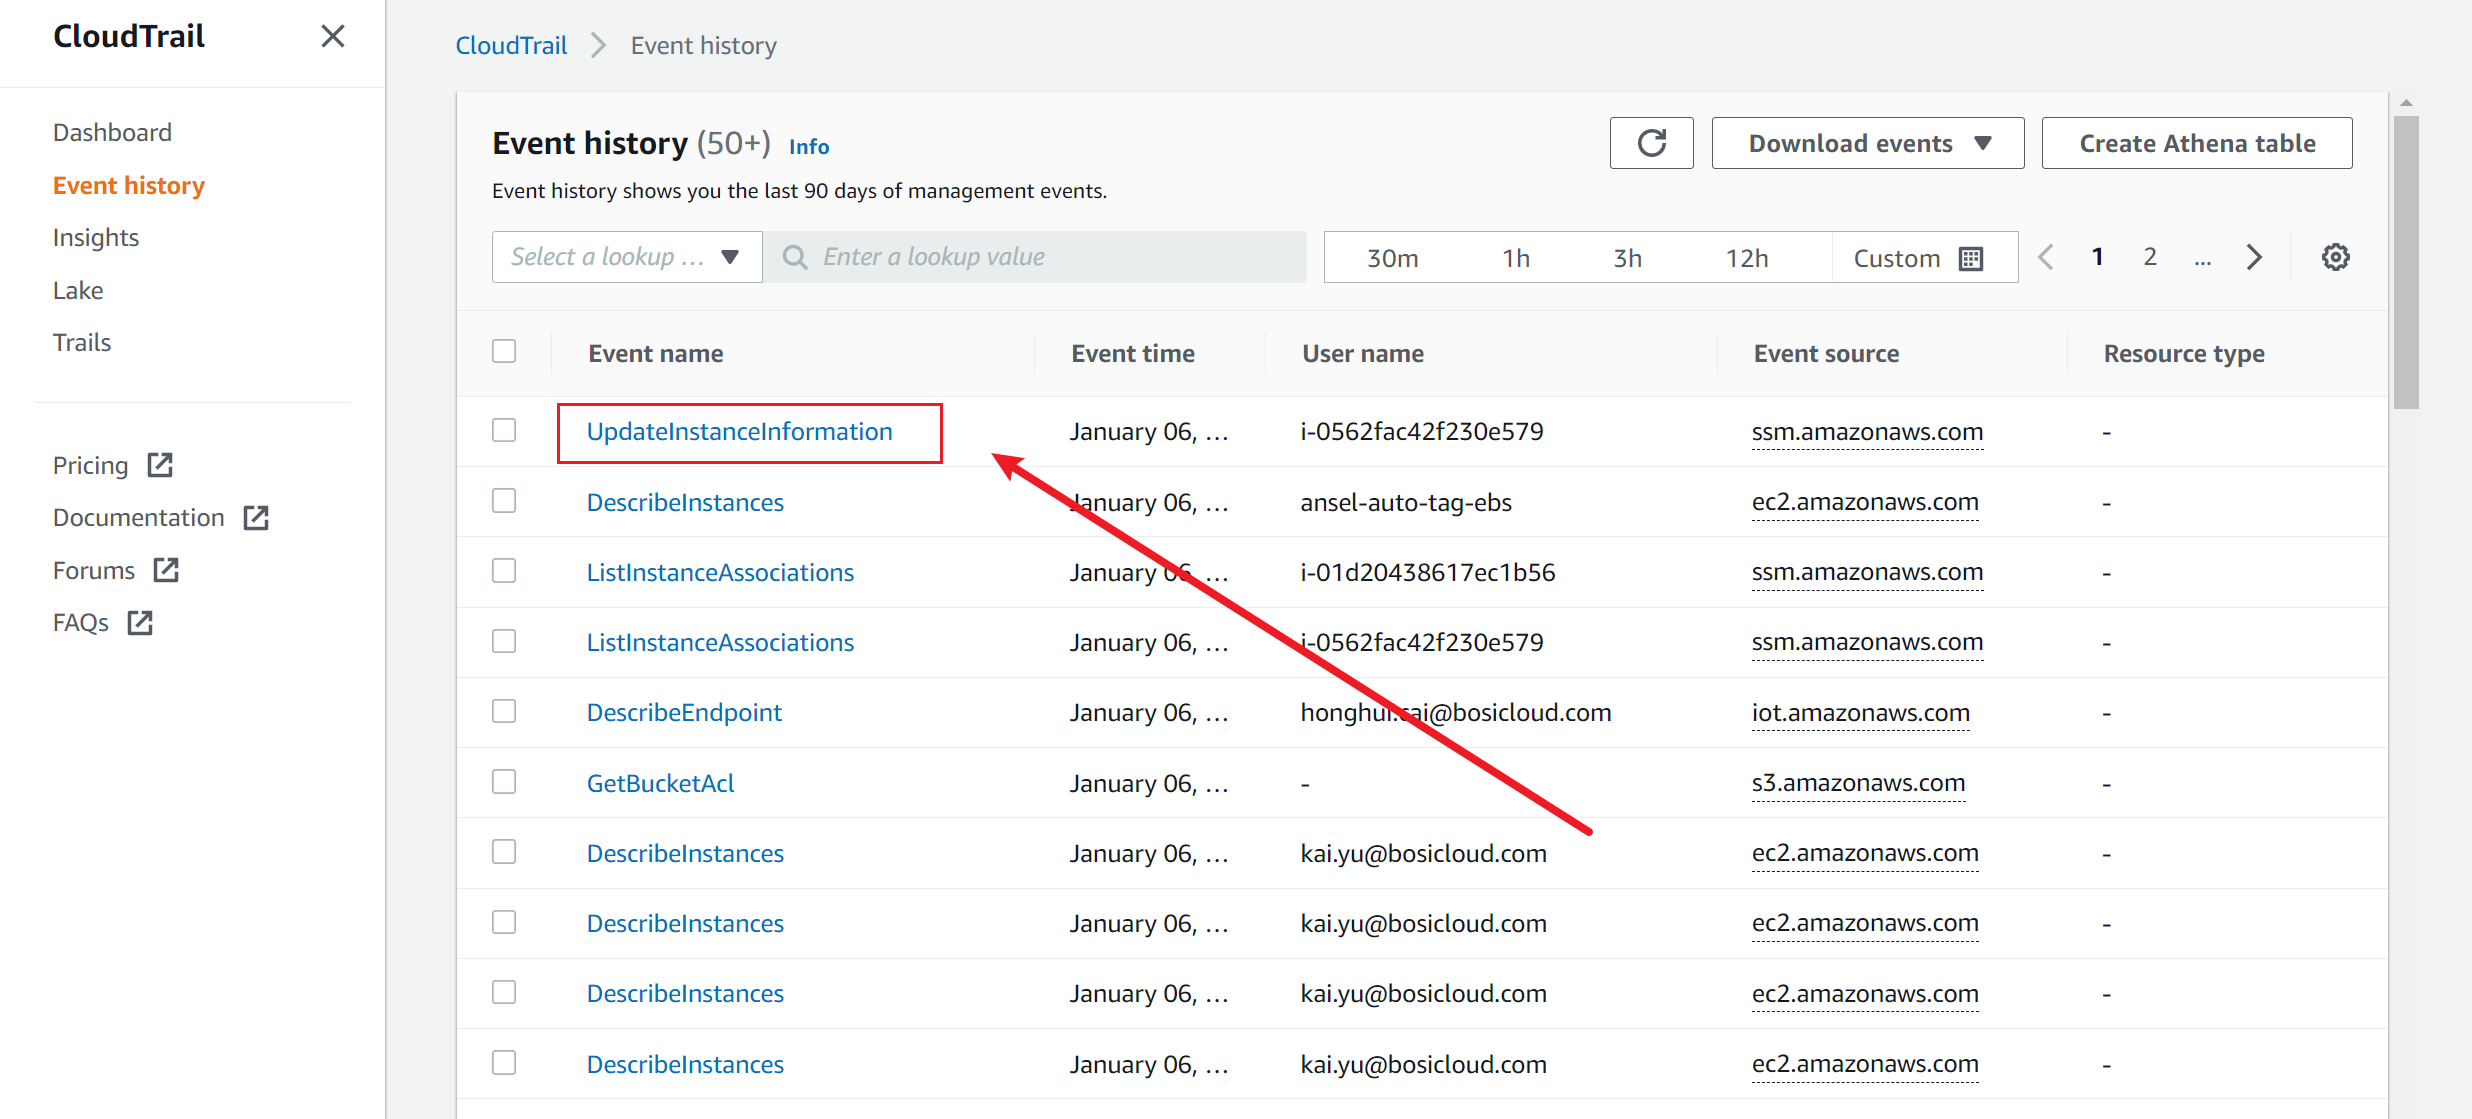 CloudTrail
Dashboard
Event history
Insights
Lake
Trails
Pricing
Documentation
Forums
FAQs
CloudTrail Event history
Event history (50+) Info
Download events
Create Athena table
Event history shows you the last 90 days of management events.
Select a lookup ... Enter a lookup value 30m 1h 3h 12h Custom 1 2 ...
Event name Event time User name Event source Resource type
UpdateInstanceInformation January 06, ... i-0562fac42f230e579 ssm.amazonaws.com -
DescribeInstances January 06, ... ansel-auto-tag-ebs ec2.amazonaws.com -
ListInstanceAssociations January 06, ... i-01d20438617ec1b56 ssm.amazonaws.com -
ListInstanceAssociations January 06, ... i-0562fac42f230e579 ssm.amazonaws.com -
DescribeEndpoint January 06, ... honghui.cai@bosicloud.com iot.amazonaws.com -
GetBucketAcl January 06, ... - s3.amazonaws.com -
DescribeInstances January 06, ... kai.yu@bosicloud.com ec2.amazonaws.com -
DescribeInstances January 06, ... kai.yu@bosicloud.com ec2.amazonaws.com -
DescribeInstances January 06, ... kai.yu@bosicloud.com ec2.amazonaws.com -
DescribeInstances January 06, ... kai.yu@bosicloud.com ec2.amazonaws.com -